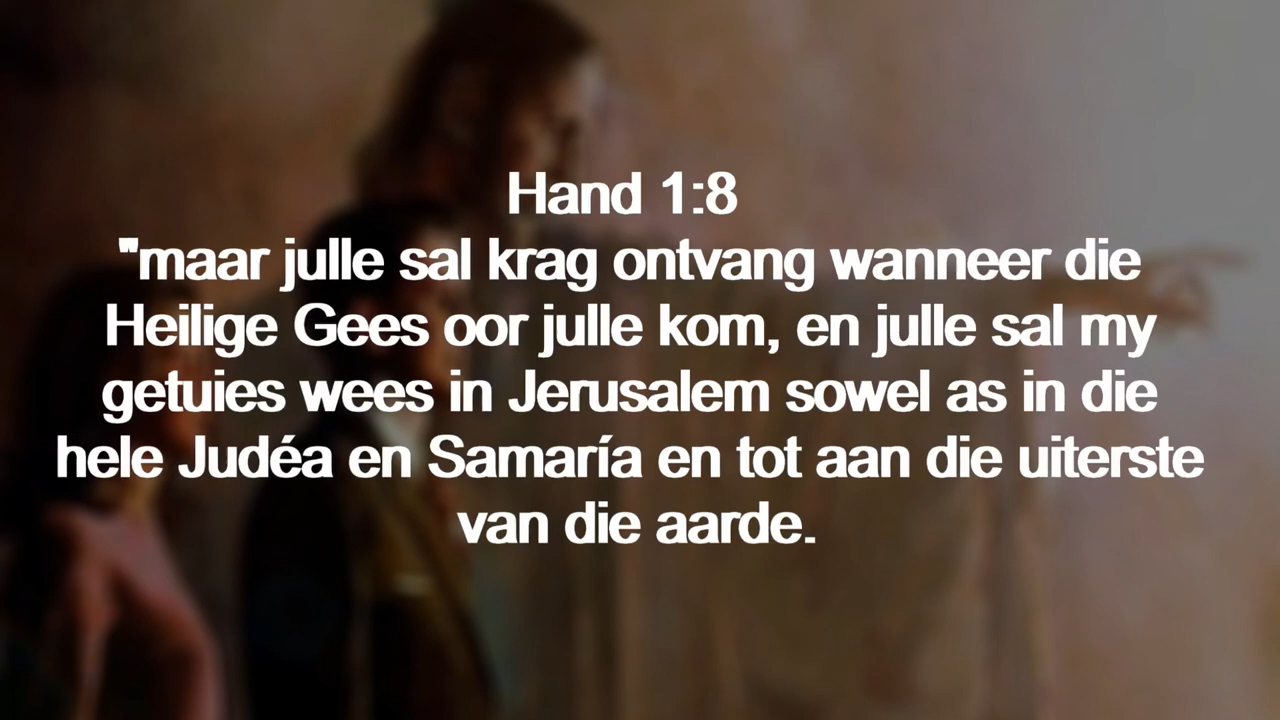 Hand 1:8
"maar julle sal krag ontvang wanneer die
Heilige Gees oor julle kom, en julle sal my
getuies wees in Jerusalem sowel as in die
hele Judéa en Samaría en tot aan die uiterste
van die aarde.